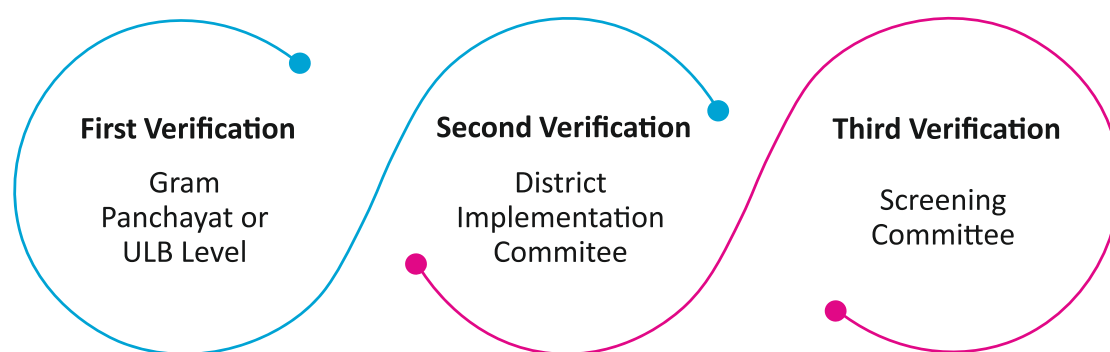 First Verification
Gram
Panchayat or
ULB Level
Second Verification
District
Implementation
Commitee
Third Verification
Screening
Committee